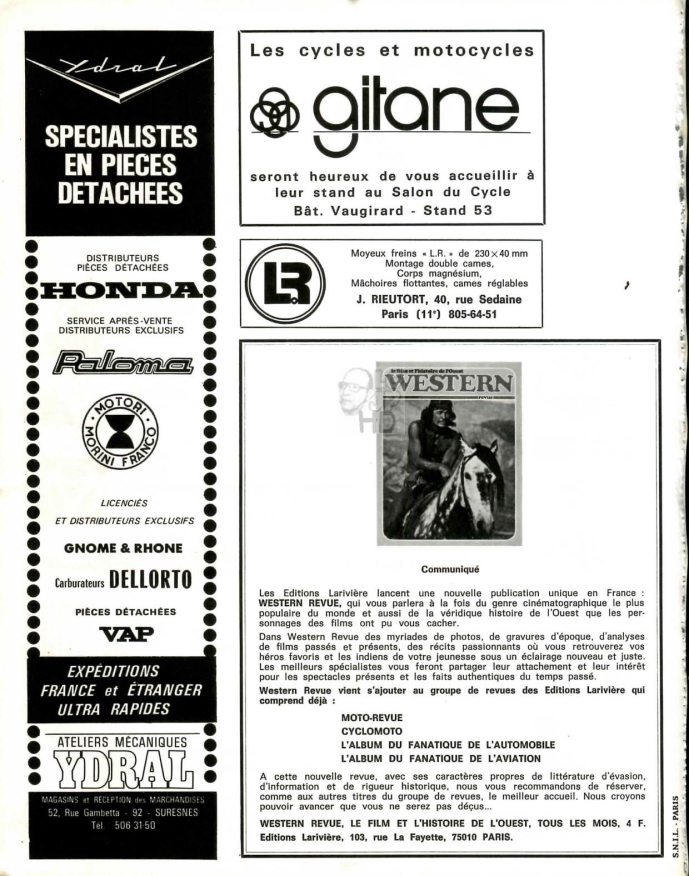 Ydral
SPECIALISTES
EN PIECES
DETACHEES
DISTRIBUTEURS
PIÈCES DÉTACHÉES
HONDA
SERVICE APRÈS-VENTE
DISTRIBUTEURS EXCLUSIFS
Paloma
MOTORI
MORINI FRANCO
LICENCIÉS
ET DISTRIBUTEURS EXCLUSIFS
GNOME & RHONE
Carburateurs DELLORTO
PIÈCES DÉTACHÉES
VAP
EXPÉDITIONS
FRANCE et ÉTRANGER
ULTRA RAPIDES
ATELIERS MÉCANIQUES
YDRAL
MAGASINS et RÉCEPTION des MARCHANDISES
52, Rue Gambetta - 92 - SURESNES
Tél. 506-31-50
Les cycles et motocycles
gitane
seront heureux de vous accueillir à
leur stand au Salon du Cycle
Bât. Vaugirard - Stand 53
LR
Moyeux freins « L.R. » de 230 × 40 mm
Montage double cames,
Corps magnésium,
Mâchoires flottantes, cames réglables
J. RIEUTORT, 40, rue Sedaine
Paris (11°) 805-64-51
le film et l'histoire de l'Ouest
WESTERN
REVUE
HD
Communiqué
Les Editions Larivière lancent une nouvelle publication unique en France :
WESTERN REVUE, qui vous parlera à la fois du genre cinématographique le plus
populaire du monde et aussi de la véridique histoire de l'Ouest que les per-
sonnages des films ont pu vous cacher.
Dans Western Revue des myriades de photos, de gravures d'époque, d'analyses
de films passés et présents, des récits passionnants où vous retrouverez vos
héros favoris et les indiens de votre jeunesse sous un éclairage nouveau et juste.
Les meilleurs spécialistes vous feront partager leur attachement et leur intérêt
pour les spectacles présents et les faits authentiques du temps passé.
Western Revue vient s'ajouter au groupe de revues des Editions Larivière qui
comprend déjà :
MOTO-REVUE
CYCLOMOTO
L'ALBUM DU FANATIQUE DE L'AUTOMOBILE
L'ALBUM DU FANATIQUE DE L'AVIATION
A cette nouvelle revue, avec ses caractères propres de littérature d'évasion,
d'information et de rigueur historique, nous vous recommandons de réserver,
comme aux autres titres du groupe de revues, le meilleur accueil. Nous croyons
pouvoir avancer que vous ne serez pas déçus...
WESTERN REVUE, LE FILM ET L'HISTOIRE DE L'OUEST, TOUS LES MOIS, 4 F.
Editions Larivière, 103, rue La Fayette, 75010 PARIS.
S.N.I.L. - PARIS